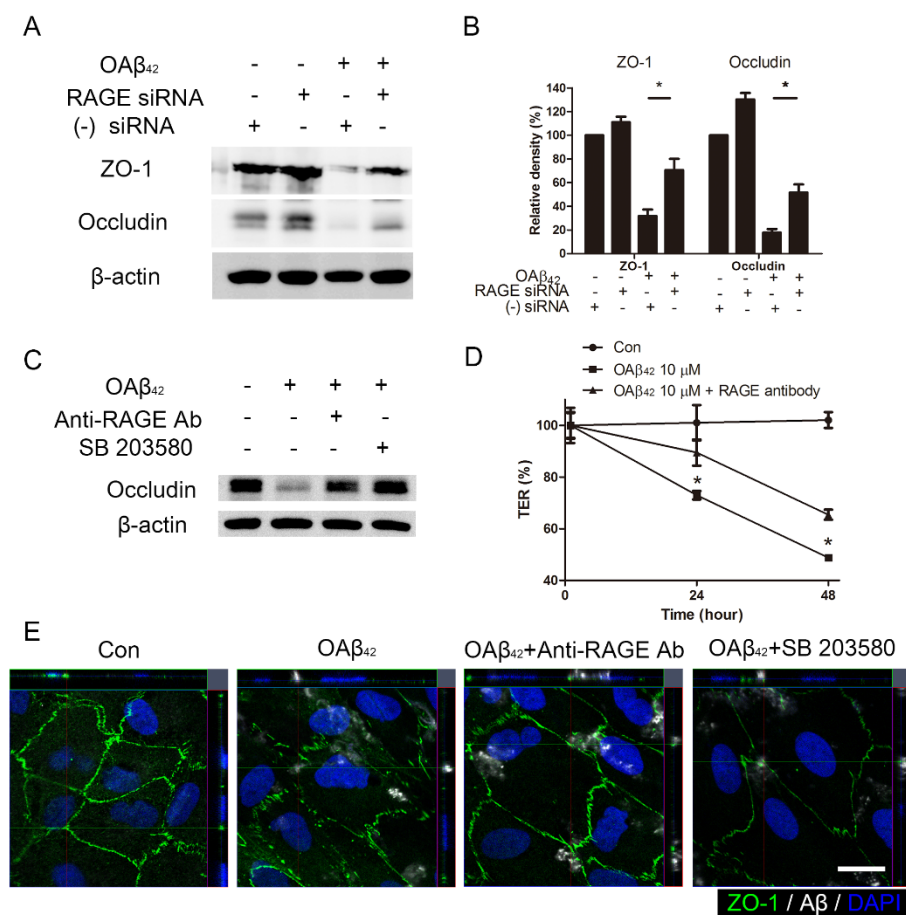 A
OAβ₄₂ - - + +
RAGE siRNA - + - +
(-) siRNA + - + -
ZO-1
Occludin
β-actin
B
ZO-1 Occludin
*
*
Relative density (%)
140
120
100
80
60
40
20
0
ZO-1 Occludin
OAβ₄₂ - - + + - - + +
RAGE siRNA - + - + - + - +
(-) siRNA + - + - + - + -
C
OAβ₄₂ - + + +
Anti-RAGE Ab - - + -
SB 203580 - - - +
Occludin
β-actin
D
Con
OAβ₄₂ 10 μM
OAβ₄₂ 10 μM + RAGE antibody
TER (%)
100
80
60
40
*
*
0 24 48
Time (hour)
E
Con OAβ₄₂ OAβ₄₂+Anti-RAGE Ab OAβ₄₂+SB 203580
ZO-1 / Aβ / DAPI